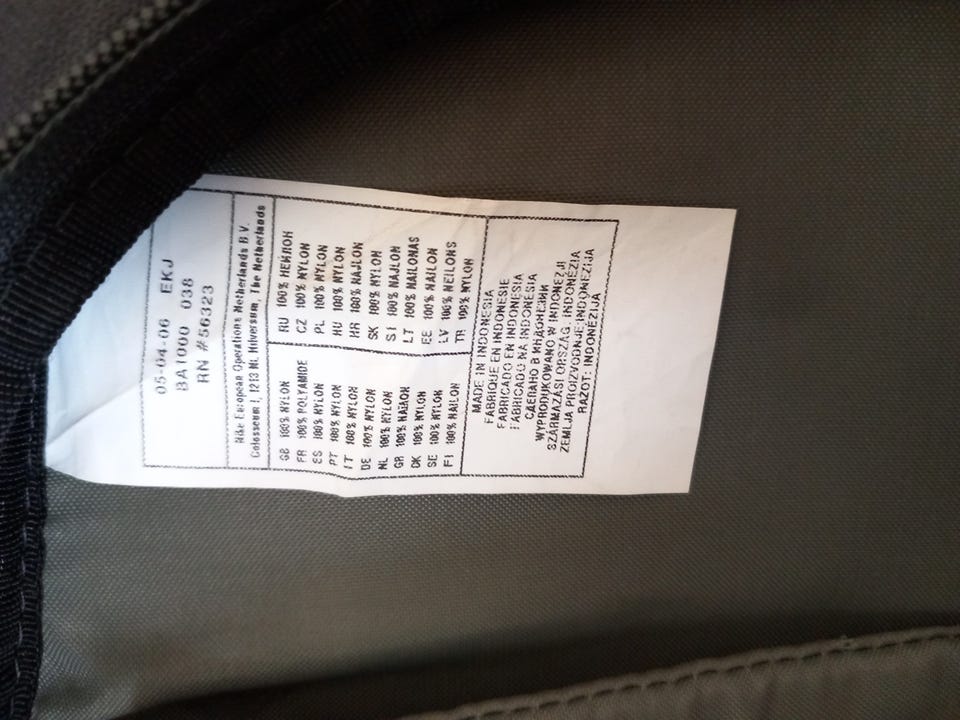 05-04-06 EKJ
BA1000 038
RN #56323
Nike European Operations Netherlands B.V.
Colosseum 1, 1213 NL Hilversum, The Netherlands
GB 100% NYLON
FR 100% POLYAMIDE
ES 100% NYLON
PT 100% NYLON
IT 100% NYLON
DE 100% NYLON
NL 100% NYLON
GR 100% ΝΑΪΛΟΝ
DK 100% NYLON
SE 100% NYLON
FI 100% NAILON
RU 100% НЕЙЛОН
CZ 100% NYLON
PL 100% NYLON
HU 100% NYLON
HR 100% NAJLON
SK 100% NYLON
SI 100% NAJLON
LT 100% NAILONAS
EE 100% NAILON
LV 100% NEILONS
TR 100% NYLON
MADE IN INDONESIA
FABRIQUE EN INDONESIE
FABRICADO EN INDONESIA
FABRICADO NA INDONESIA
СДЕЛАНО В ИНДОНЕЗИИ
WYPRODUKOWANO W INDONEZJI
SZÁRMAZÁSI ORSZÁG: INDONÉZIA
ZEMLJA PROIZVODNJE: INDONEZIJA
RAŽOTS: INDONĒZIJA